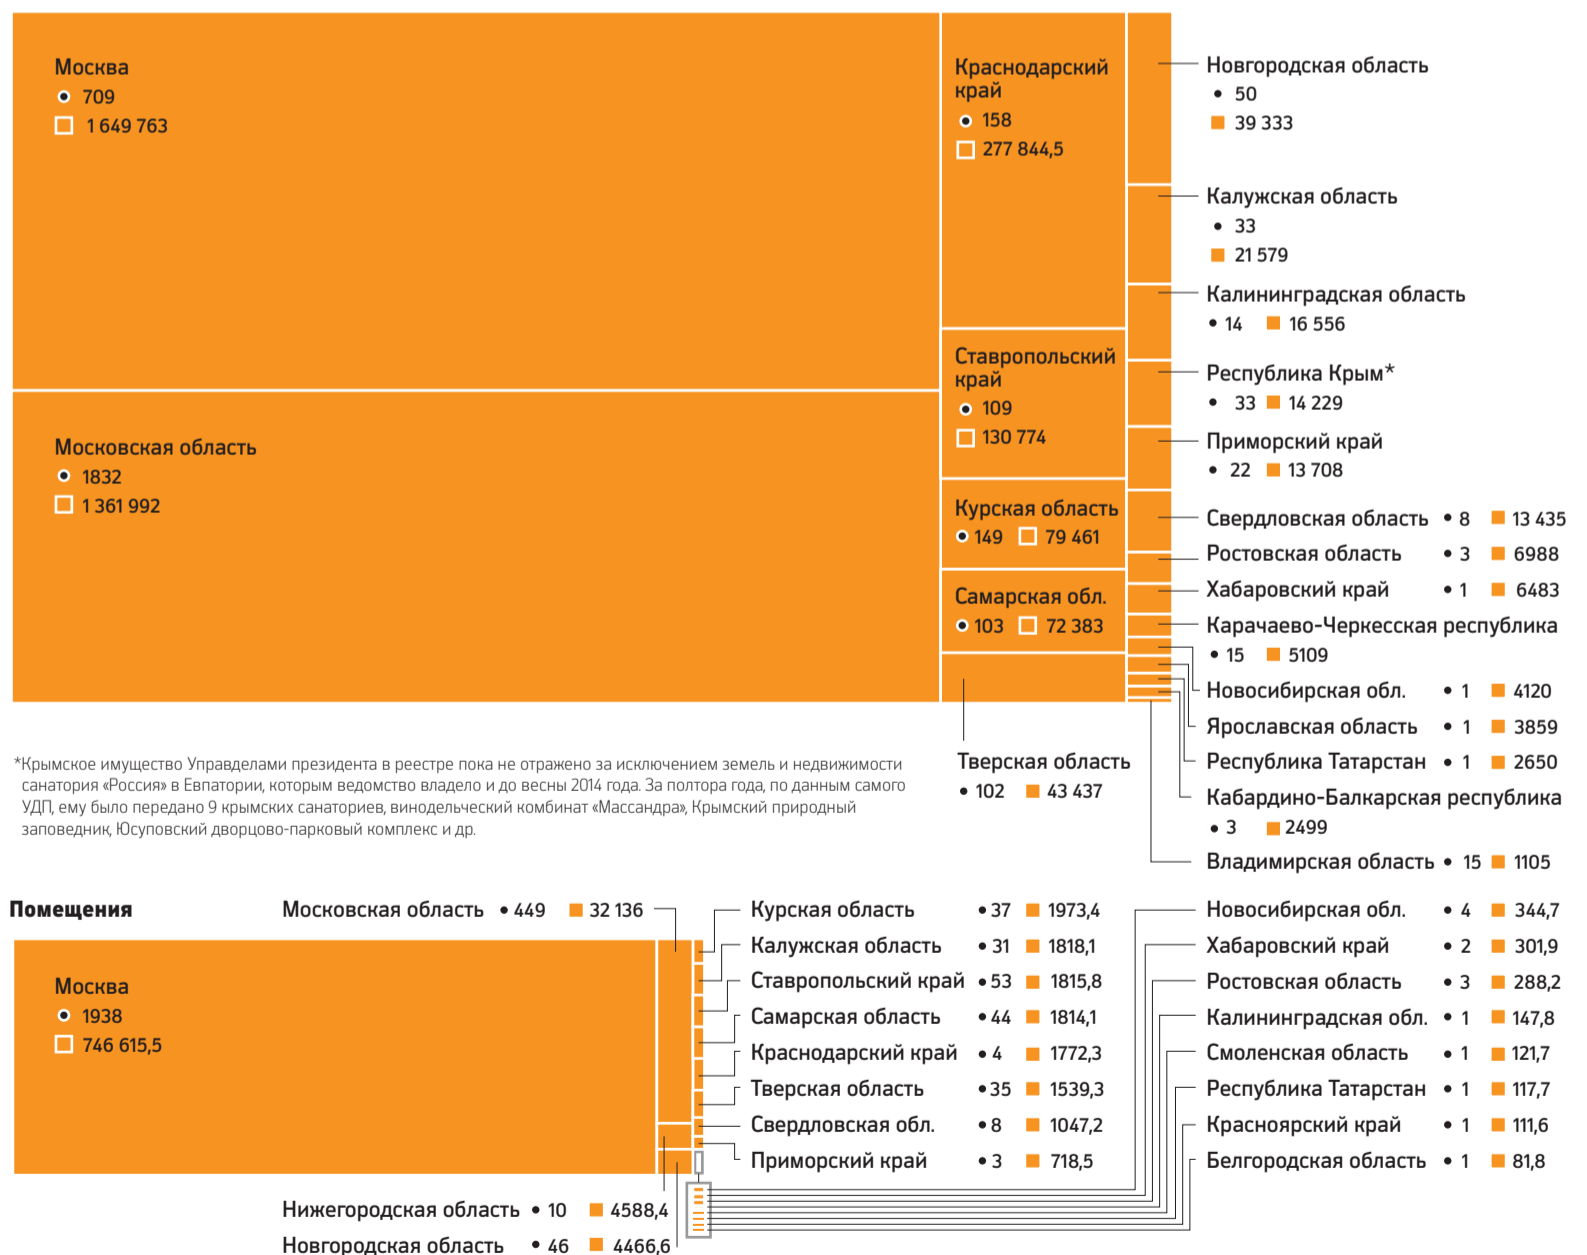 Москва
709
1 649 763
Московская область
1832
1 361 992
Краснодарский
край
158
277 844,5
Ставропольский
край
109
130 774
Курская область
149 79 461
Самарская обл.
103 72 383
Тверская область
102 43 437
Новгородская область
50
39 333
Калужская область
33
21 579
Калининградская область
14 16 556
Республика Крым*
33 14 229
Приморский край
22 13 708
Свердловская область 8 13 435
Ростовская область 3 6988
Хабаровский край 1 6483
Карачаево-Черкесская республика
15 5109
Новосибирская обл. 1 4120
Ярославская область 1 3859
Республика Татарстан 1 2650
Кабардино-Балкарская республика
3 2499
Владимирская область 15 1105
*Крымское имущество Управделами президента в реестре пока не отражено за исключением земель и недвижимости
санатория «Россия» в Евпатории, которым ведомство владело и до весны 2014 года. За полтора года, по данным самого
УДП, ему было передано 9 крымских санаториев, винодельческий комбинат «Массандра», Крымский природный
заповедник, Юсуповский дворцово-парковый комплекс и др.
Помещения
Москва
1938
746 615,5
Московская область 449 32 136
Нижегородская область 10 4588,4
Новгородская область 46 4466,6
Курская область 37 1973,4
Калужская область 31 1818,1
Ставропольский край 53 1815,8
Самарская область 44 1814,1
Краснодарский край 4 1772,3
Тверская область 35 1539,3
Свердловская обл. 8 1047,2
Приморский край 3 718,5
Новосибирская обл. 4 344,7
Хабаровский край 2 301,9
Ростовская область 3 288,2
Калининградская обл. 1 147,8
Смоленская область 1 121,7
Республика Татарстан 1 117,7
Красноярский край 1 111,6
Белгородская область 1 81,8